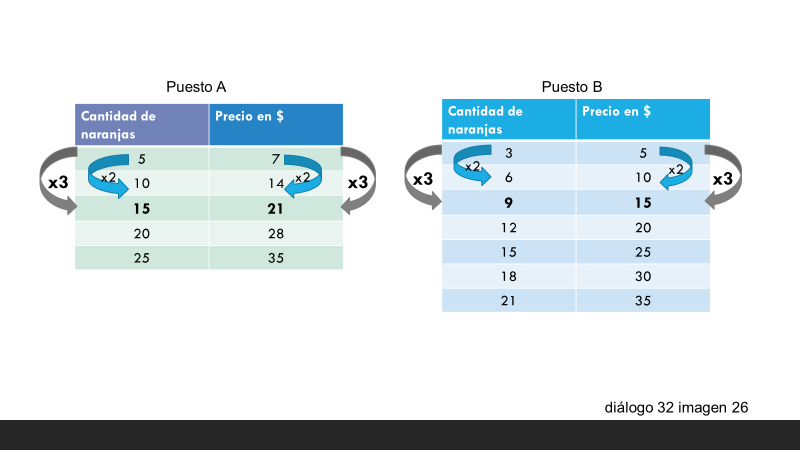 Puesto A
Cantidad de
naranjas
Precio en $
5 7
x2 x2
10 14
x3 x3
15 21
20 28
25 35
Puesto B
Cantidad de
naranjas
Precio en $
3 5
x2 x2
6 10
x3 x3
9 15
12 20
15 25
18 30
21 35
diálogo 32 imagen 26